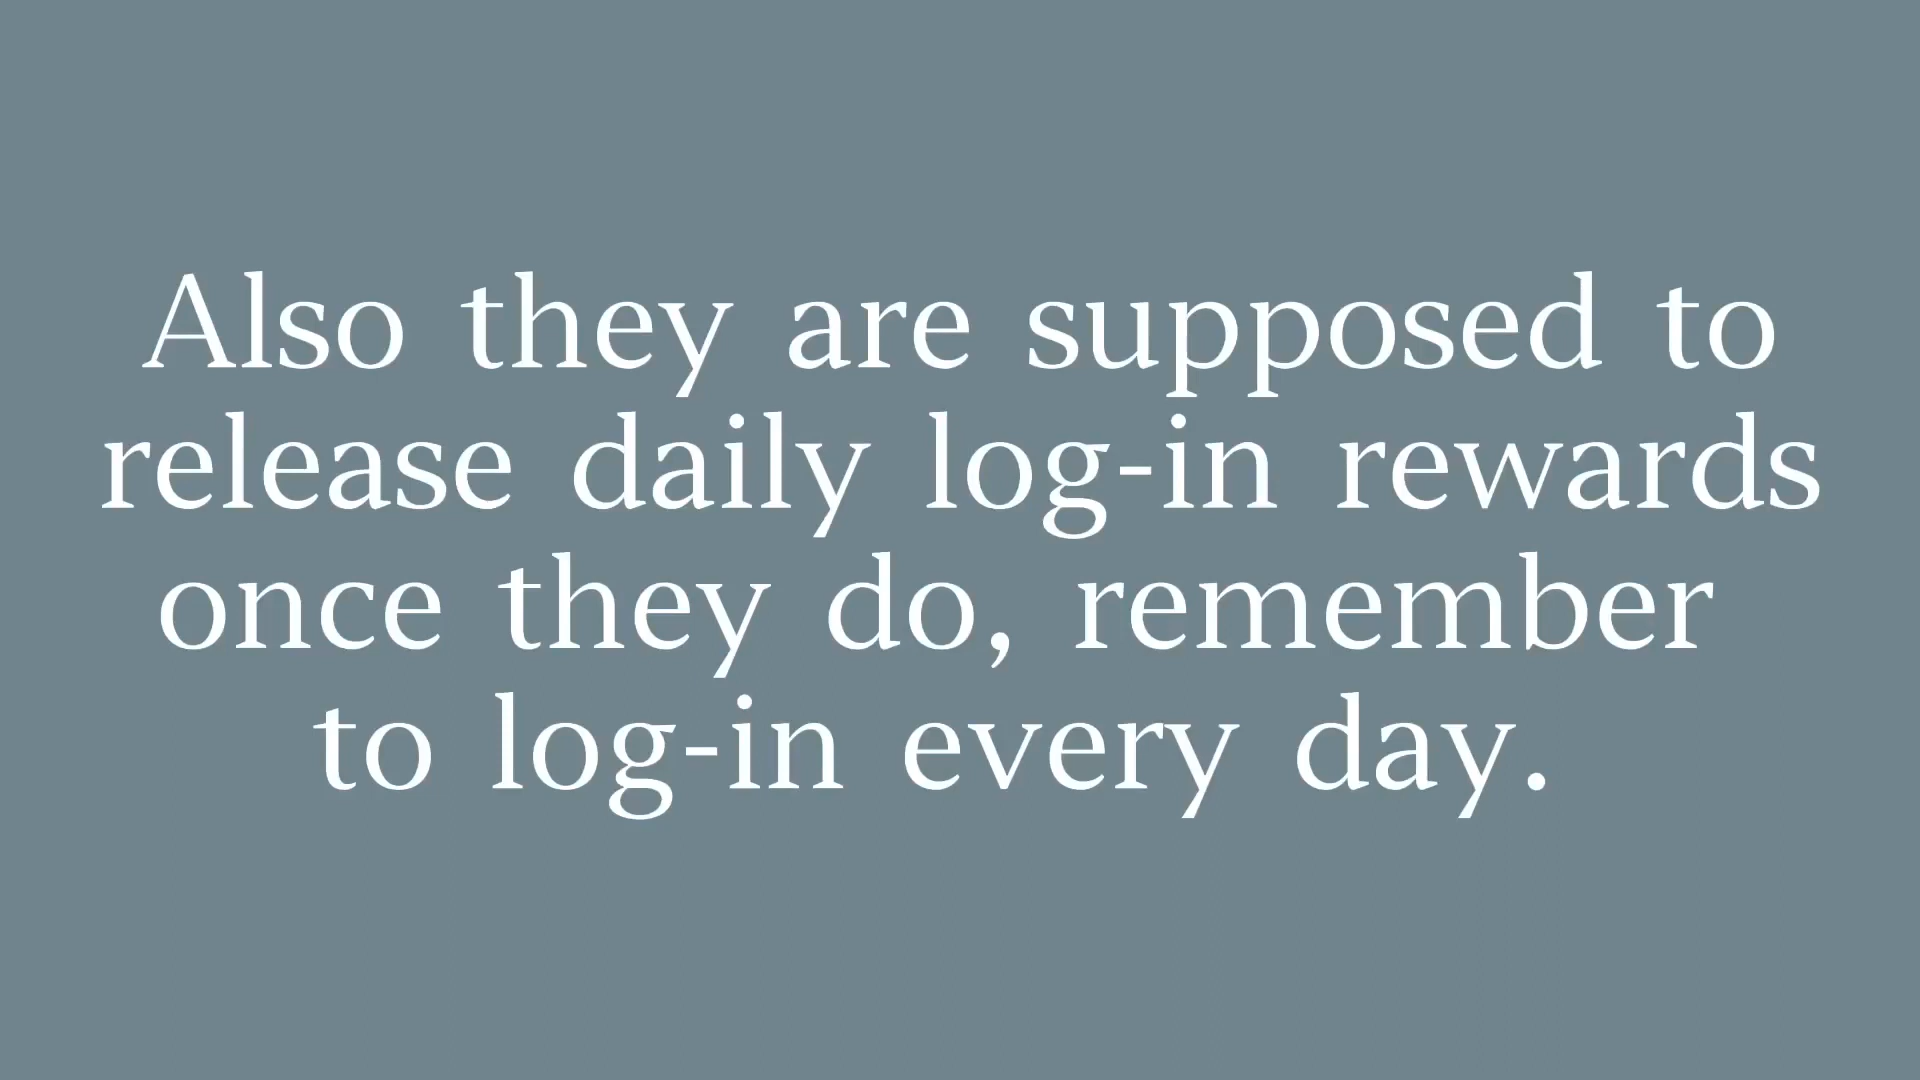 Also they are supposed to
release daily log-in rewards
once they do, remember
to log-in every day.